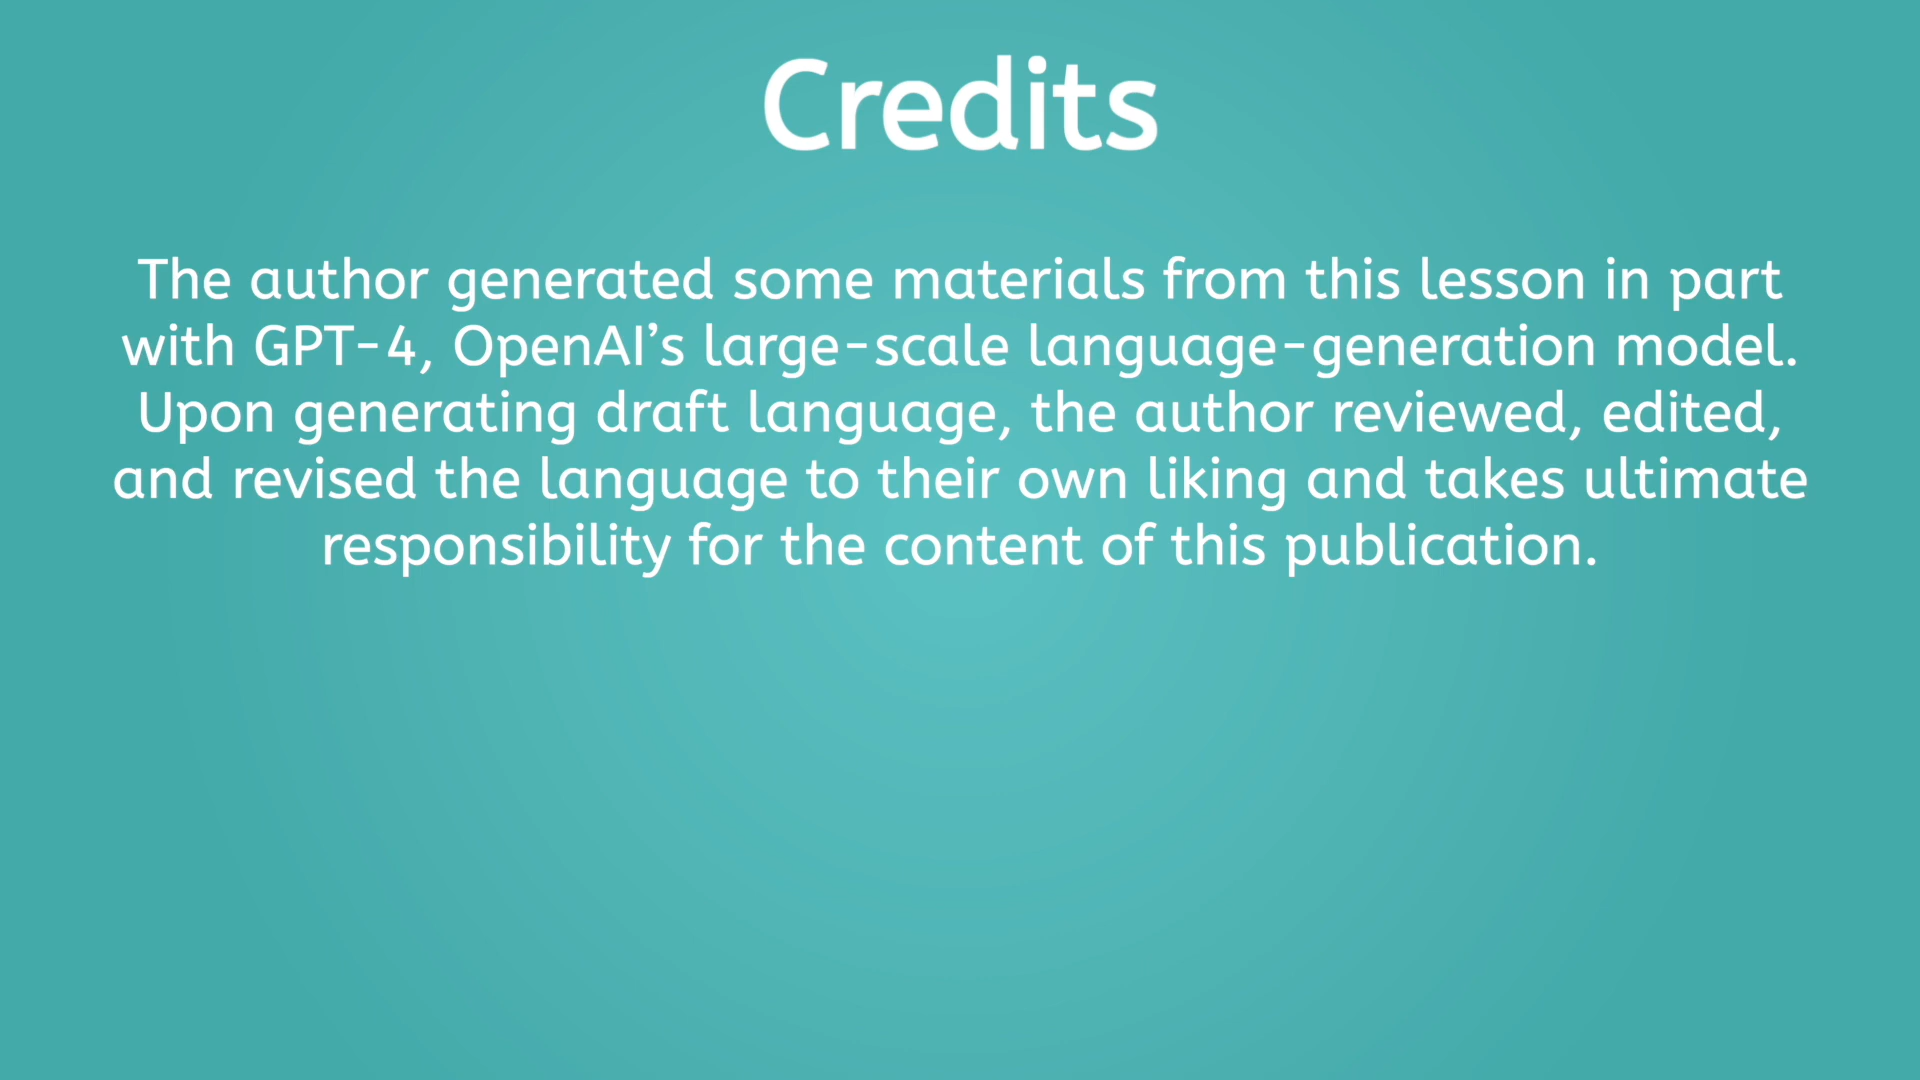 Credits
The author generated some materials from this lesson in part
with GPT-4, OpenAI’s large-scale language-generation model.
Upon generating draft language, the author reviewed, edited,
and revised the language to their own liking and takes ultimate
responsibility for the content of this publication.